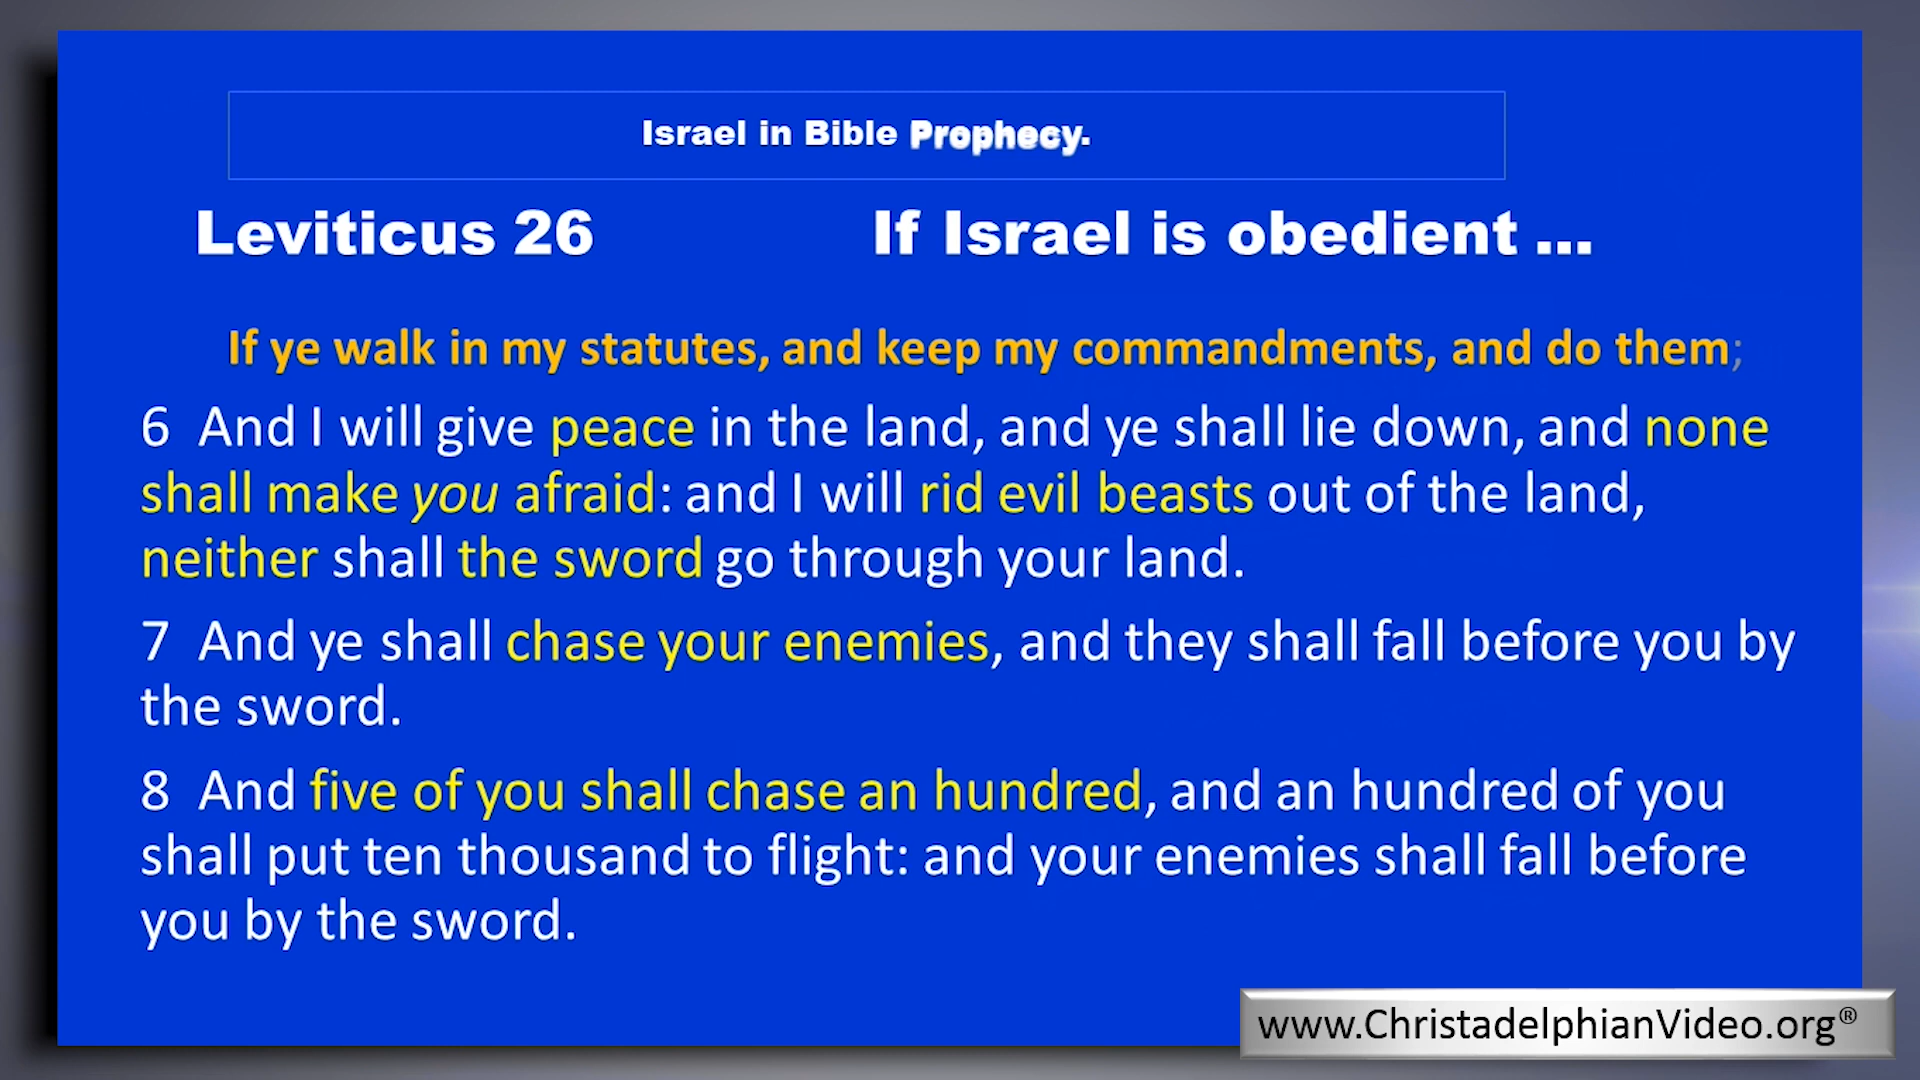 Israel in Bible Prophecy.
Leviticus 26 If Israel is obedient ...
If ye walk in my statutes, and keep my commandments, and do them;
6 And I will give peace in the land, and ye shall lie down, and none
shall make you afraid: and I will rid evil beasts out of the land,
neither shall the sword go through your land.
7 And ye shall chase your enemies, and they shall fall before you by
the sword.
8 And five of you shall chase an hundred, and an hundred of you
shall put ten thousand to flight: and your enemies shall fall before
you by the sword.
www.ChristadelphianVideo.org®